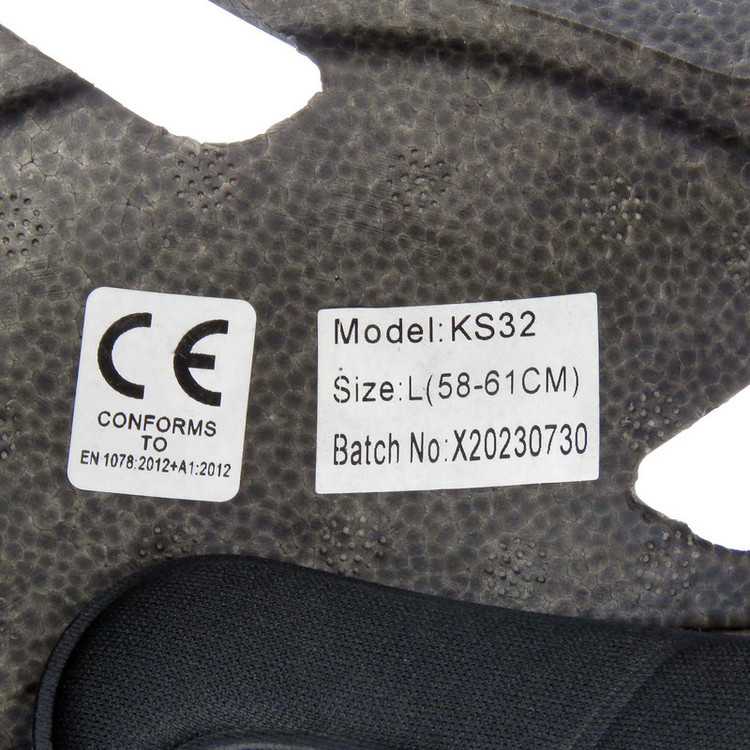 CE
CONFORMS
TO
EN 1078:2012+A1:2012
Model:KS32
Size:L(58-61CM)
Batch No:X20230730